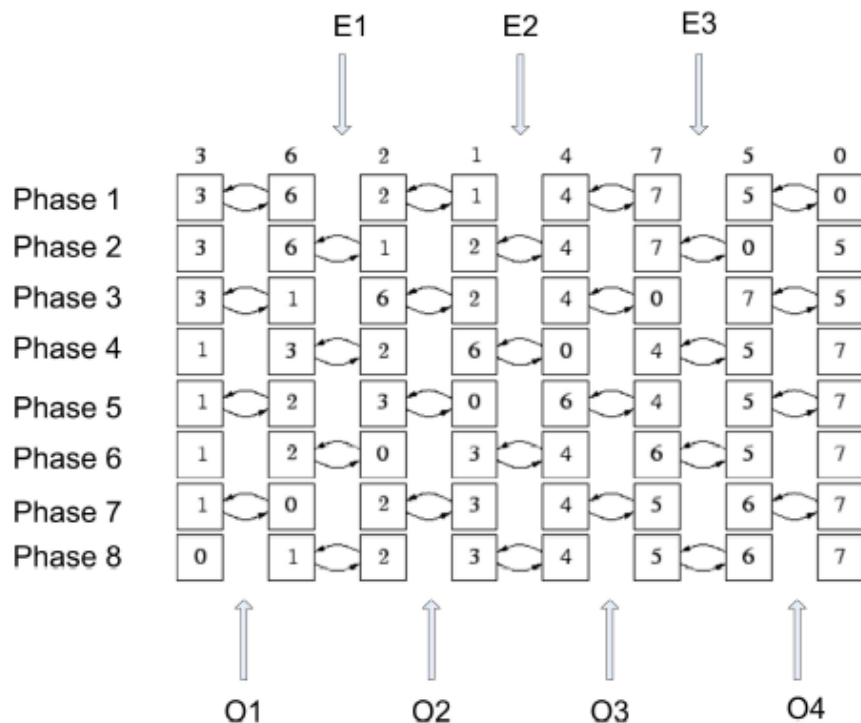 E1 E2 E3
3 6 2 1 4 7 5 0
Phase 1 3 6 2 1 4 7 5 0
Phase 2 3 6 1 2 4 7 0 5
Phase 3 3 1 6 2 4 0 7 5
Phase 4 1 3 2 6 0 4 5 7
Phase 5 1 2 3 0 6 4 5 7
Phase 6 1 2 0 3 4 6 5 7
Phase 7 1 0 2 3 4 5 6 7
Phase 8 0 1 2 3 4 5 6 7
O1 O2 O3 O4